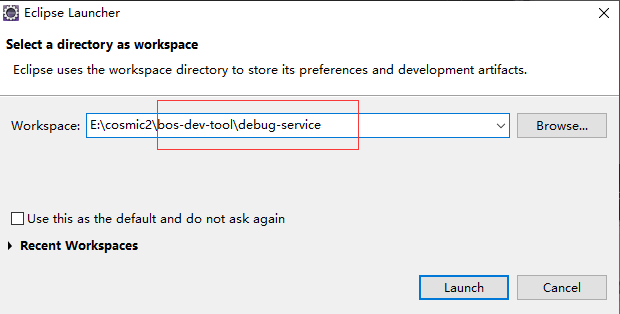 Eclipse Launcher
Select a directory as workspace
Eclipse uses the workspace directory to store its preferences and development artifacts.
Workspace: E:\cosmic2\bos-dev-tool\debug-service Browse...
Use this as the default and do not ask again
Recent Workspaces
Launch Cancel